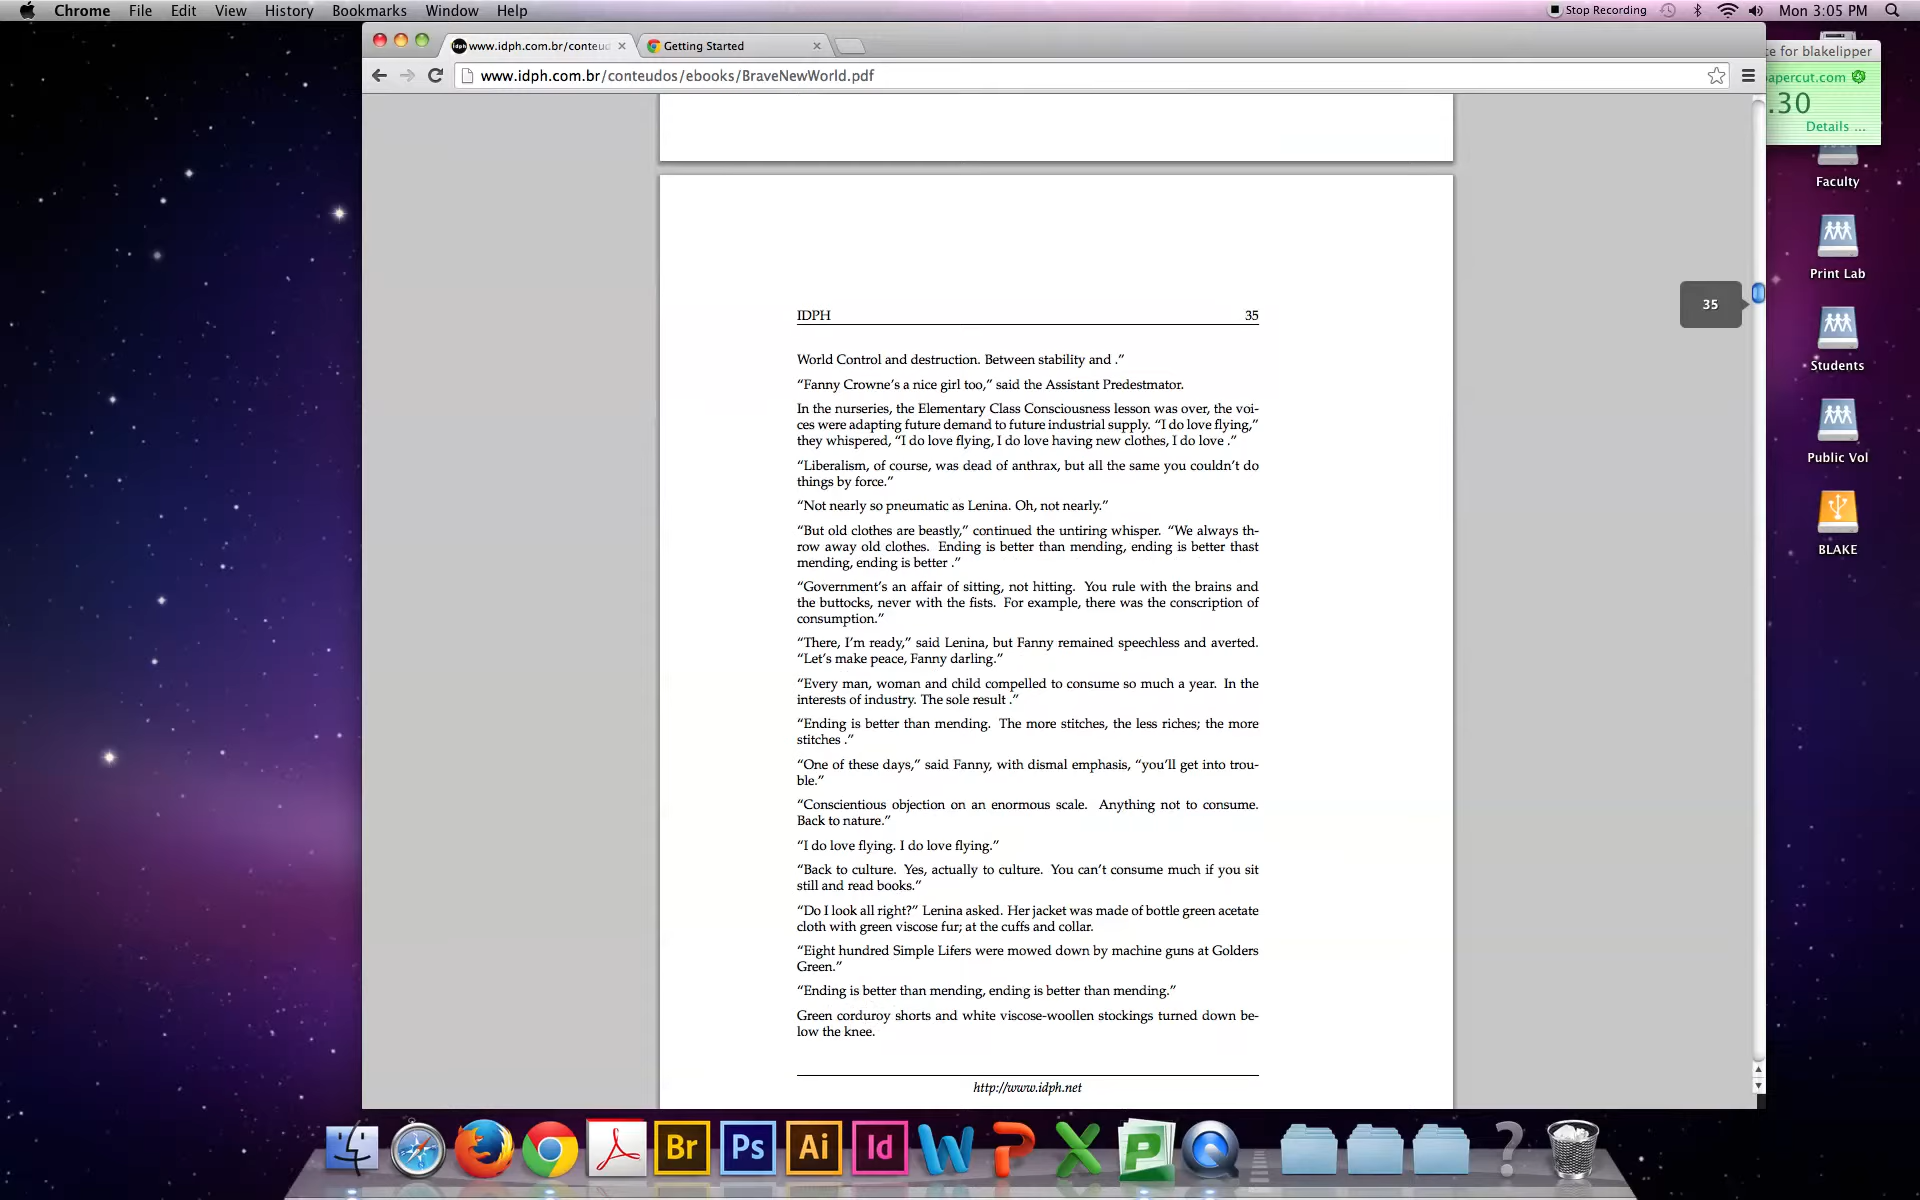 Chrome File Edit View History Bookmarks Window Help
Stop Recording Mon 3:05 PM
www.idph.com.br/conteud Getting Started
www.idph.com.br/conteudos/ebooks/BraveNewWorld.pdf
ce for blakelipper
apercut.com
.30
Details ...
Faculty
Print Lab
Students
Public Vol
BLAKE
35
IDPH 35
World Control and destruction. Between stability and .”
“Fanny Crowne’s a nice girl too,” said the Assistant Predestmator.
In the nurseries, the Elementary Class Consciousness lesson was over, the voi-
ces were adapting future demand to future industrial supply. “I do love flying,”
they whispered, “I do love flying, I do love having new clothes, I do love .”
“Liberalism, of course, was dead of anthrax, but all the same you couldn’t do
things by force.”
“Not nearly so pneumatic as Lenina. Oh, not nearly.”
“But old clothes are beastly,” continued the untiring whisper. “We always th-
row away old clothes. Ending is better than mending, ending is better thast
mending, ending is better .”
“Government’s an affair of sitting, not hitting. You rule with the brains and
the buttocks, never with the fists. For example, there was the conscription of
consumption.”
“There, I’m ready,” said Lenina, but Fanny remained speechless and averted.
“Let’s make peace, Fanny darling.”
“Every man, woman and child compelled to consume so much a year. In the
interests of industry. The sole result .”
“Ending is better than mending. The more stitches, the less riches; the more
stitches .”
“One of these days,” said Fanny, with dismal emphasis, “you’ll get into trou-
ble.”
“Conscientious objection on an enormous scale. Anything not to consume.
Back to nature.”
“I do love flying. I do love flying.”
“Back to culture. Yes, actually to culture. You can’t consume much if you sit
still and read books.”
“Do I look all right?” Lenina asked. Her jacket was made of bottle green acetate
cloth with green viscose fur; at the cuffs and collar.
“Eight hundred Simple Lifers were mowed down by machine guns at Golders
Green.”
“Ending is better than mending, ending is better than mending.”
Green corduroy shorts and white viscose-woollen stockings turned down be-
low the knee.
http://www.idph.net
Br Ps Ai Id W P X P ?